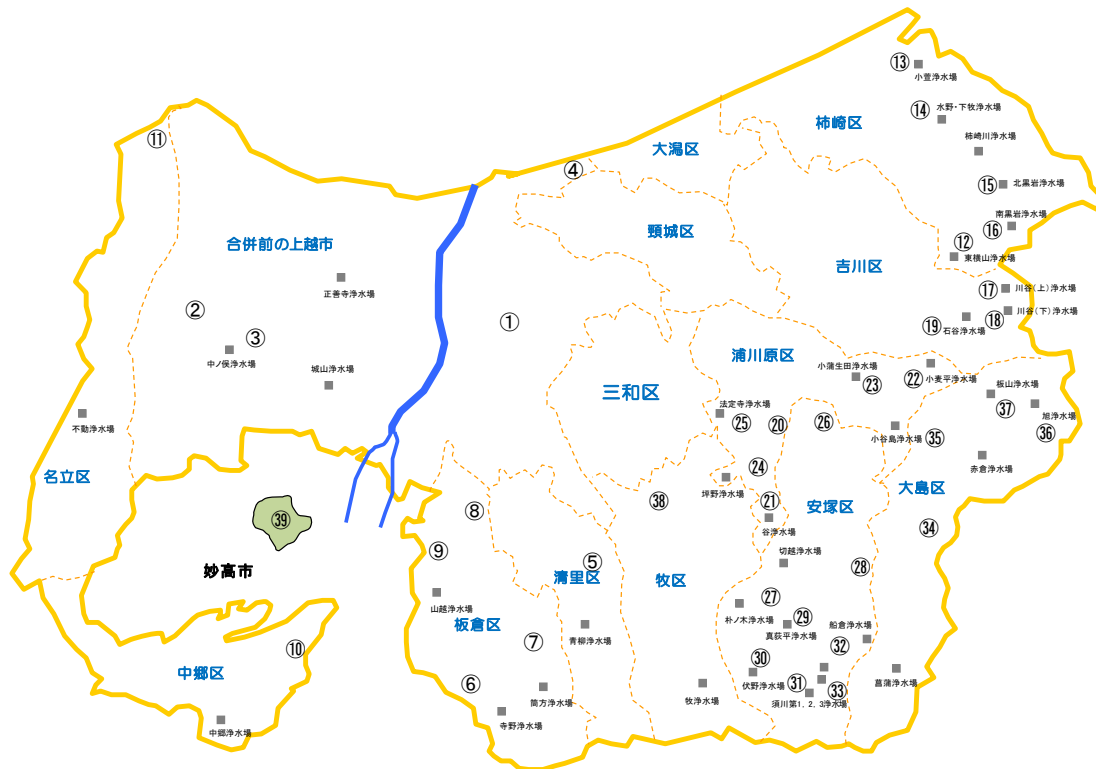 ⑬
小萱浄水場
⑭
水野・下牧浄水場
柿崎区
⑪
柿崎川浄水場
大潟区
④
⑮
北黒岩浄水場
南黒岩浄水場
⑯
頸城区
合併前の上越市
⑫
東横山浄水場
吉川区
正善寺浄水場
⑰
川谷(上)浄水場
②
①
⑱
川谷(下)浄水場
⑲
石谷浄水場
③
中ノ俣浄水場
浦川原区
小蒲生田浄水場
㉓
㉒
小麦平浄水場
城山浄水場
三和区
板山浄水場
㊲
旭浄水場
㊱
法定寺浄水場
㉕
⑳
㉖
不動浄水場
小谷島浄水場
㉟
名立区
㉔
赤倉浄水場
坪野浄水場
大島区
⑧
㊳
㉑
安塚区
㊴
谷浄水場
㉞
⑨
⑤
切越浄水場
㉘
妙高市
清里区
牧区
山越浄水場
㉗
朴ノ木浄水場
㉙
真荻平浄水場
船倉浄水場
板倉区
青柳浄水場
⑦
⑩
㉜
中郷区
㉚
伏野浄水場
菖蒲浄水場
⑥
筒方浄水場
牧浄水場
㉛
㉝
須川第1,2,3浄水場
寺野浄水場
中郷浄水場